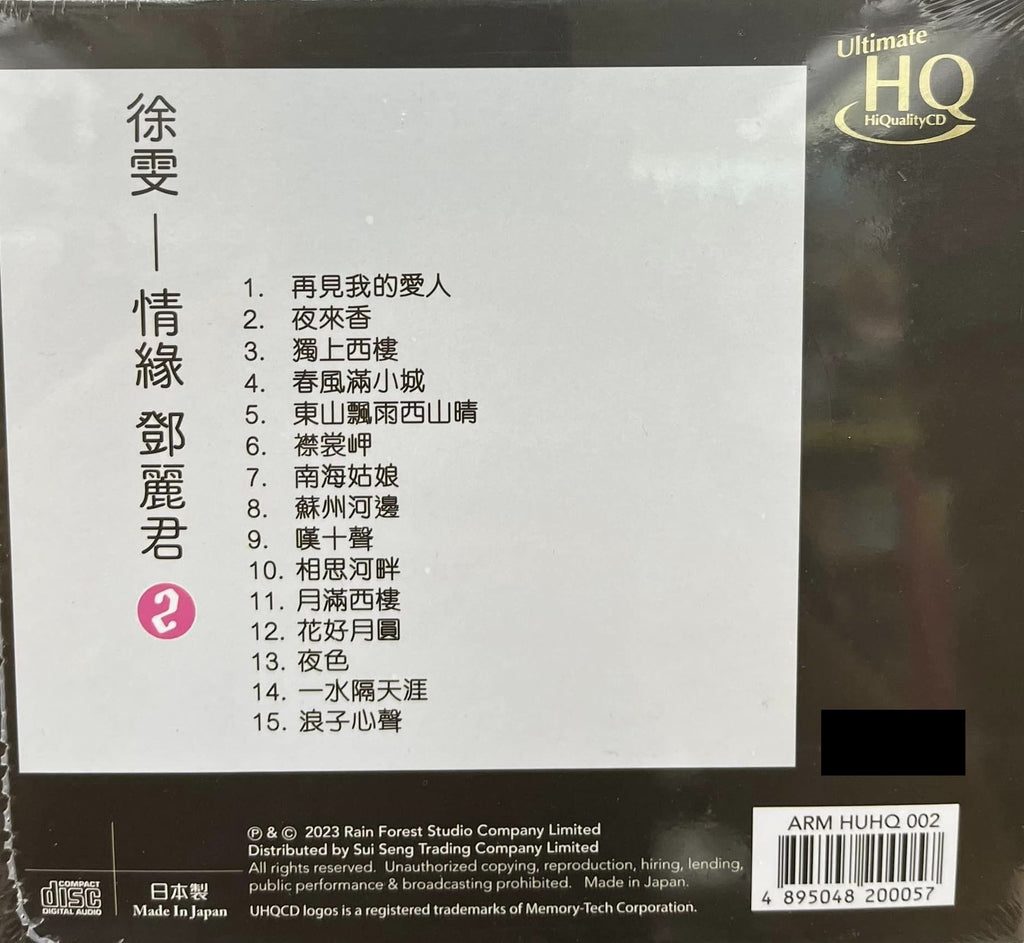 Ultimate
HQ
HiQualityCD
徐雯—情緣 鄧麗君
2
1. 再見我的愛人
2. 夜來香
3. 獨上西樓
4. 春風滿小城
5. 東山飄雨西山晴
6. 襟裳岬
7. 南海姑娘
8. 蘇州河邊
9. 嘆十聲
10. 相思河畔
11. 月滿西樓
12. 花好月圓
13. 夜色
14. 一水隔天涯
15. 浪子心聲
COMPACT
disc
DIGITAL AUDIO
日本製
Made In Japan
℗ & © 2023 Rain Forest Studio Company Limited
Distributed by Sui Seng Trading Company Limited
All rights reserved. Unauthorized copying, reproduction, hiring, lending,
public performance & broadcasting prohibited. Made in Japan.
UHQCD logos is a registered trademarks of Memory-Tech Corporation.
ARM HUHQ 002
4 895048 200057